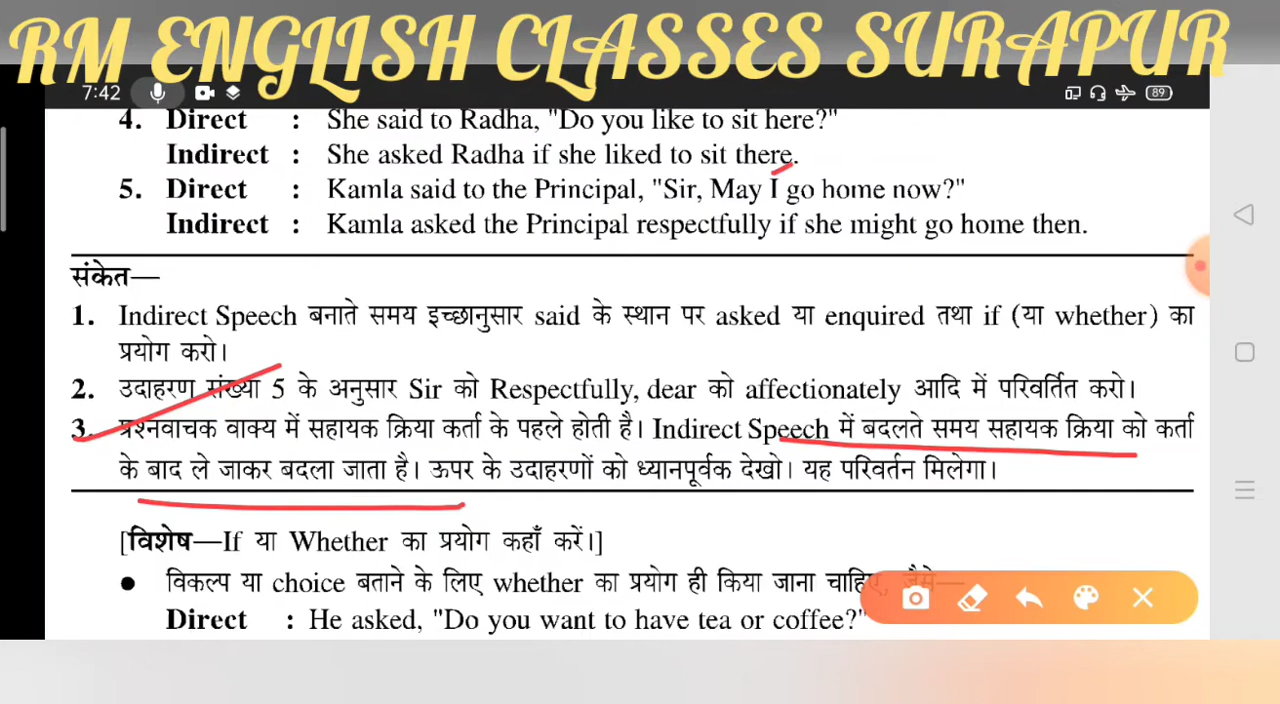 RM ENGLISH CLASSES SURAPUR
7:42 89
4. Direct : She said to Radha, "Do you like to sit here?"
Indirect : She asked Radha if she liked to sit there.
5. Direct : Kamla said to the Principal, "Sir, May I go home now?"
Indirect : Kamla asked the Principal respectfully if she might go home then.
संकेत—
1. Indirect Speech बनाते समय इच्छानुसार said के स्थान पर asked या enquired तथा if (या whether) का
प्रयोग करो।
2. उदाहरण संख्या 5 के अनुसार Sir को Respectfully, dear को affectionately आदि में परिवर्तित करो।
3. प्रश्नवाचक वाक्य में सहायक क्रिया कर्ता के पहले होती है। Indirect Speech में बदलते समय सहायक क्रिया को कर्ता
के बाद ले जाकर बदला जाता है। ऊपर के उदाहरणों को ध्यानपूर्वक देखो। यह परिवर्तन मिलेगा।
[विशेष—If या Whether का प्रयोग कहाँ करें।]
● विकल्प या choice बताने के लिए whether का प्रयोग ही किया जाना चाहिए, जैसे—
Direct : He asked, "Do you want to have tea or coffee?"